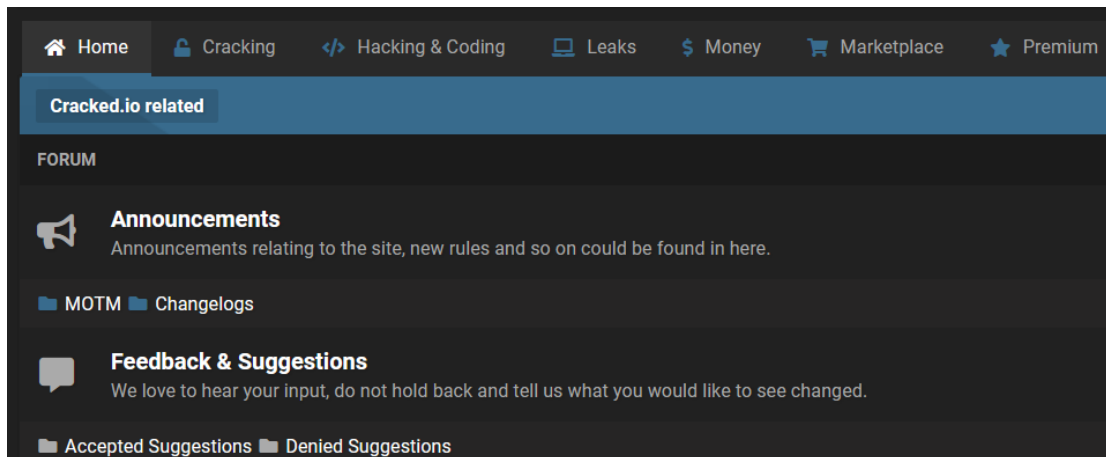 Home Cracking Hacking & Coding Leaks Money Marketplace Premium
Cracked.io related
FORUM
Announcements
Announcements relating to the site, new rules and so on could be found in here.
MOTM Changelogs
Feedback & Suggestions
We love to hear your input, do not hold back and tell us what you would like to see changed.
Accepted Suggestions Denied Suggestions